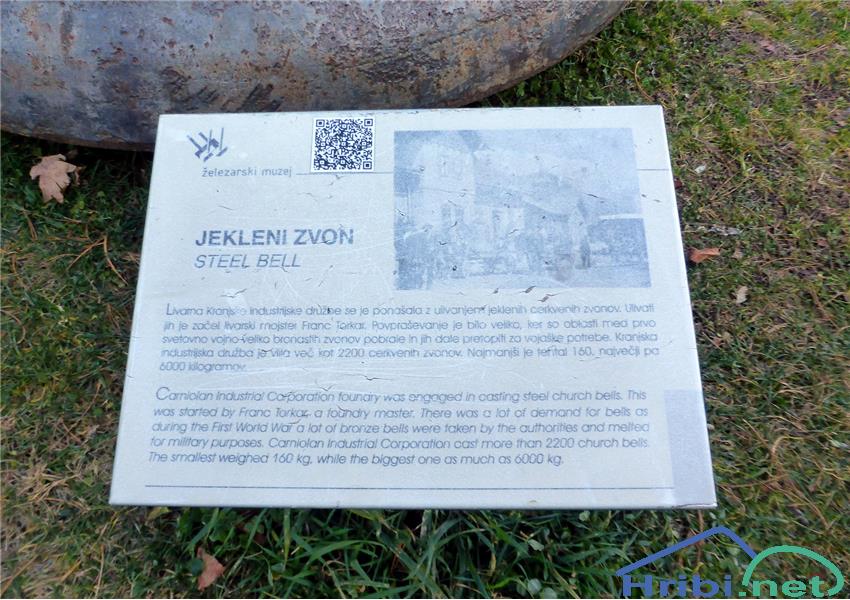 železarski muzej
JEKLENI ZVON
STEEL BELL
Livarna Kranjske industrijske družbe se je ponašala z ulivanjem jeklenih cerkvenih zvonov. Ulivati
jih je začel livarski mojster Franc Torkar. Povpraševanje je bilo veliko, ker so oblasti med prvo
svetovno vojno veliko bronastih zvonov pobrale in jih dale pretopiti za vojaške potrebe. Kranjska
industrijska družba je vlila več kot 2200 cerkvenih zvonov. Najmanjši je tehtal 160, največji pa
6000 kilogramov.
Carniolan Industrial Corporation foundry was engaged in casting steel church bells. This
was started by Franc Torkar, a foundry master. There was a lot of demand for bells as
during the First World War a lot of bronze bells were taken by the authorities and melted
for military purposes. Carniolan Industrial Corporation cast more than 2200 church bells.
The smallest weighed 160 kg, while the biggest one as much as 6000 kg.
Hribi.net